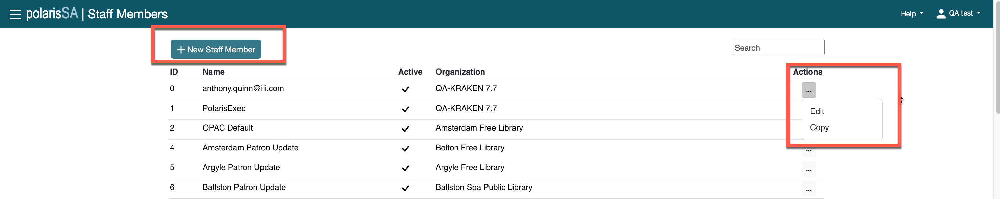 polarisSA | Staff Members
Help
QA test
+ New Staff Member
Search
ID Name Active Organization Actions
0 anthony.quinn@iii.com QA-KRAKEN 7.7 ...
1 PolarisExec QA-KRAKEN 7.7
Edit
2 OPAC Default Amsterdam Free Library
Copy
4 Amsterdam Patron Update Bolton Free Library ...
5 Argyle Patron Update Argyle Free Library ...
6 Ballston Patron Update Ballston Spa Public Library ...